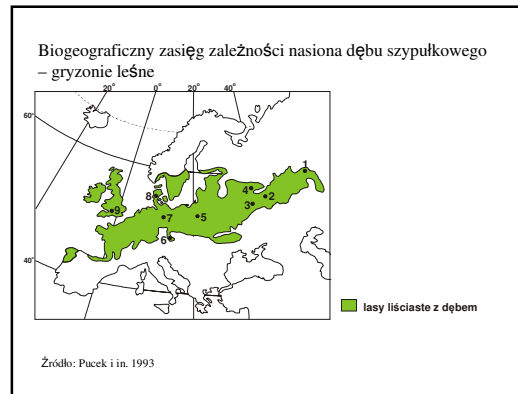 Biogeograficzny zasięg zależności nasiona dębu szypułkowego
– gryzonie leśne
20° 0° 20° 40°
60°
1
4
2
3
8
9
7
5
6
40°
lasy liściaste z dębem
Źródło: Pucek i in. 1993